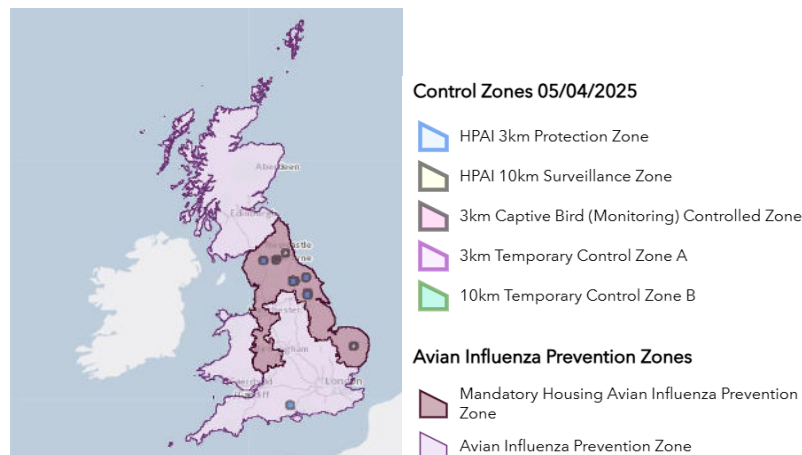 Control Zones 05/04/2025
HPAI 3km Protection Zone
HPAI 10km Surveillance Zone
3km Captive Bird (Monitoring) Controlled Zone
3km Temporary Control Zone A
10km Temporary Control Zone B
Avian Influenza Prevention Zones
Mandatory Housing Avian Influenza Prevention
Zone
Avian Influenza Prevention Zone
Aberdeen
Edinburgh
London